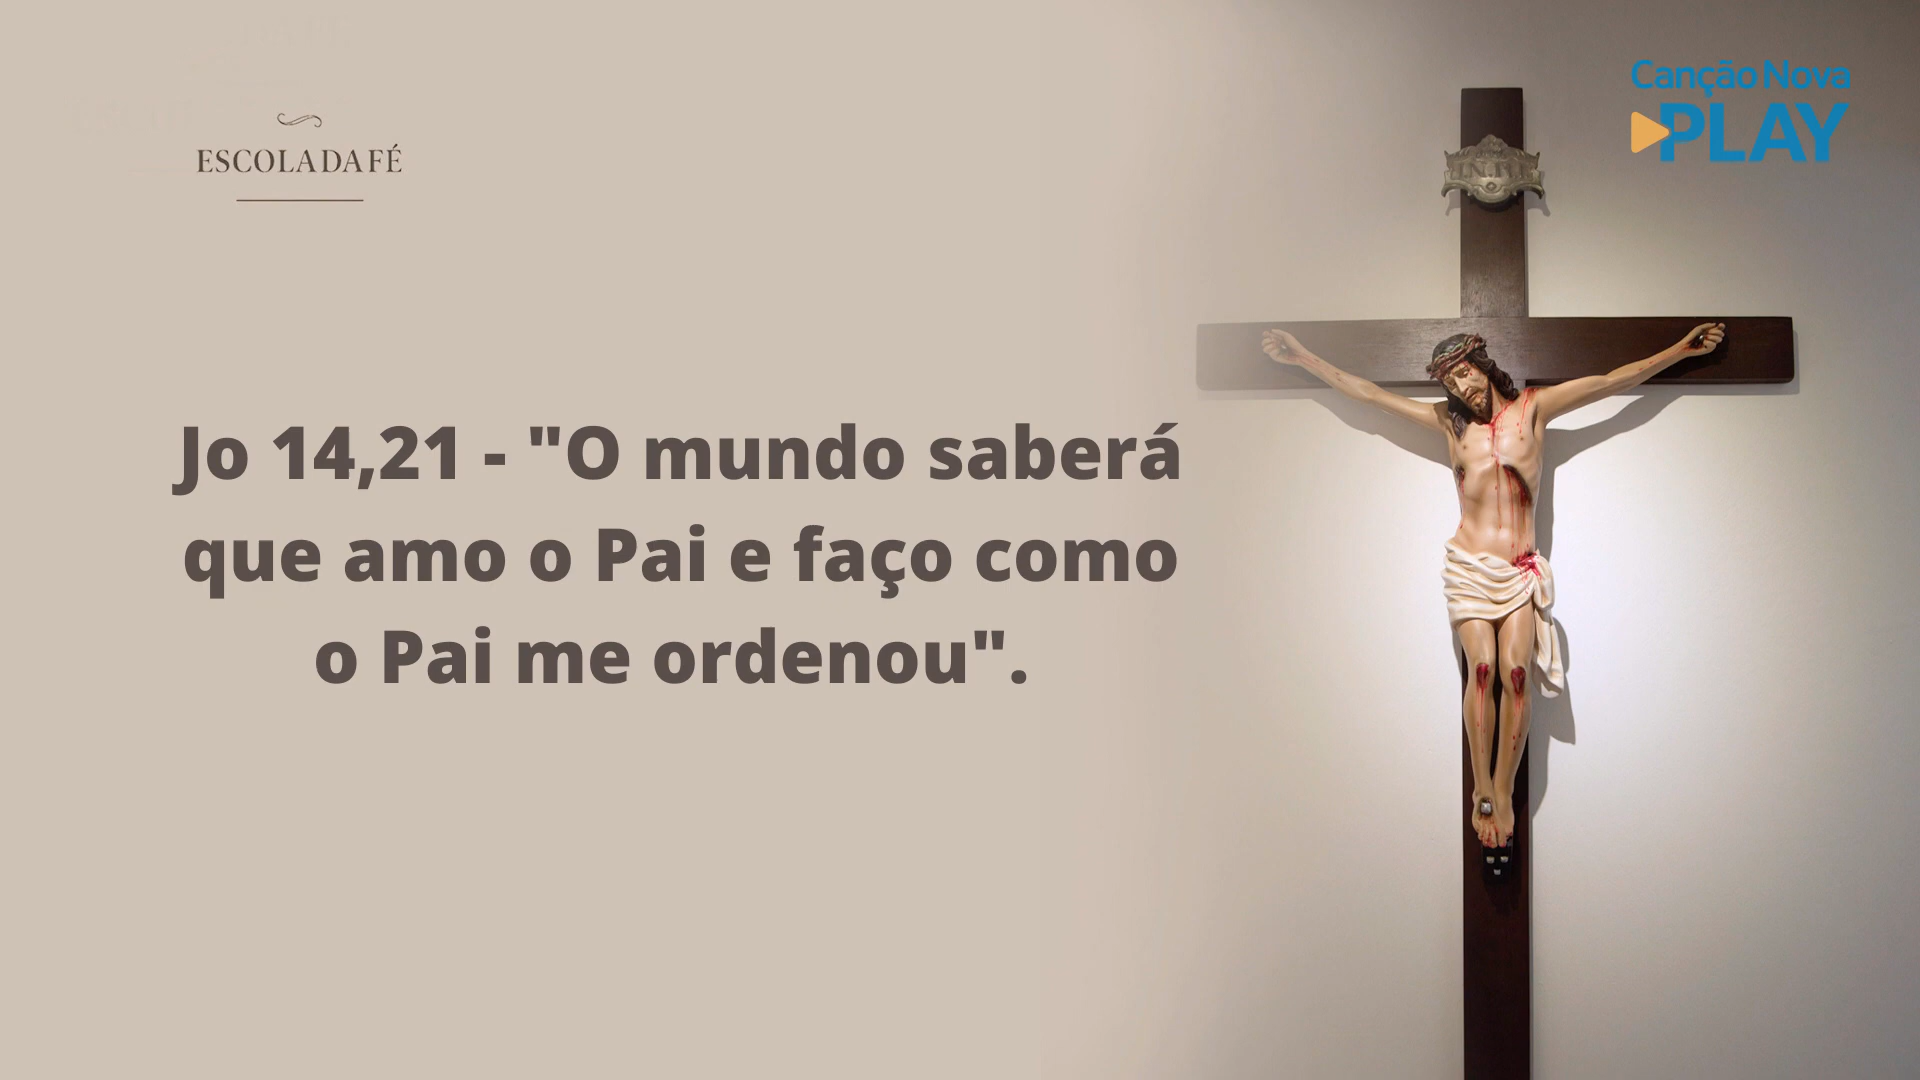 ESCOLADAFÉ
Canção Nova
PLAY
I.N.R.I
Jo 14,21 - "O mundo saberá
que amo o Pai e faço como
o Pai me ordenou".